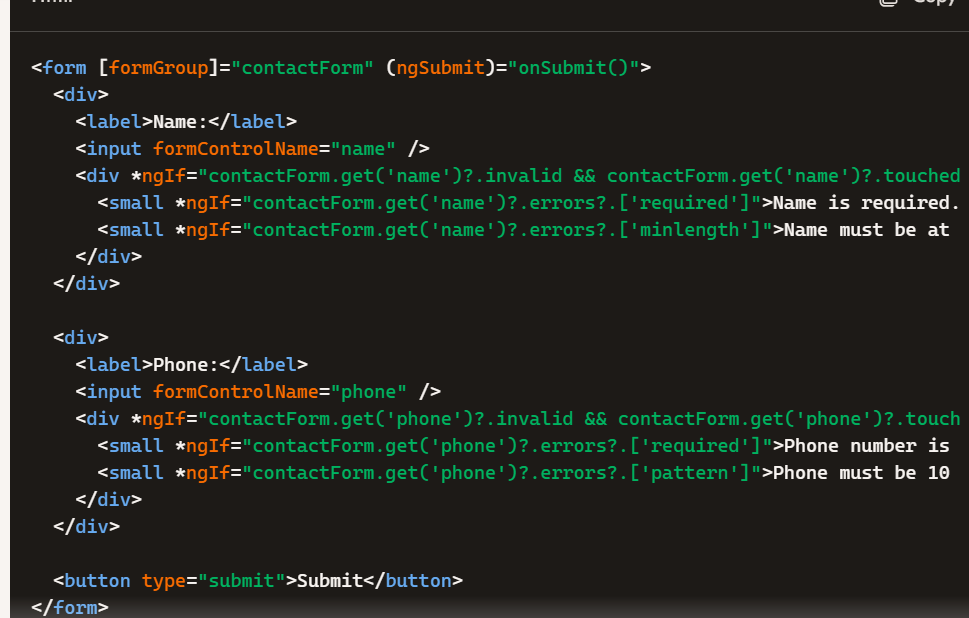 <form [formGroup]="contactForm" (ngSubmit)="onSubmit()">
  <div>
    <label>Name:</label>
    <input formControlName="name" />
    <div *ngIf="contactForm.get('name')?.invalid && contactForm.get('name')?.touched
      <small *ngIf="contactForm.get('name')?.errors?.['required']">Name is required.
      <small *ngIf="contactForm.get('name')?.errors?.['minlength']">Name must be at
    </div>
  </div>

  <div>
    <label>Phone:</label>
    <input formControlName="phone" />
    <div *ngIf="contactForm.get('phone')?.invalid && contactForm.get('phone')?.touch
      <small *ngIf="contactForm.get('phone')?.errors?.['required']">Phone number is
      <small *ngIf="contactForm.get('phone')?.errors?.['pattern']">Phone must be 10
    </div>
  </div>

  <button type="submit">Submit</button>
</form>